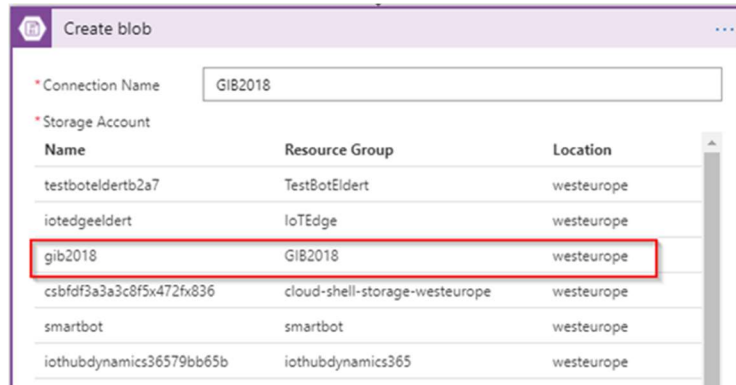 Create blob
...
* Connection Name GIB2018
* Storage Account
Name Resource Group Location
testboteldertb2a7 TestBotEldert westeurope
iotedgeeldert IoTEdge westeurope
gib2018 GIB2018 westeurope
csbfdf3a3a3c8f5x472fx836 cloud-shell-storage-westeurope westeurope
smartbot smartbot westeurope
iothubdynamics36579bb65b iothubdynamics365 westeurope